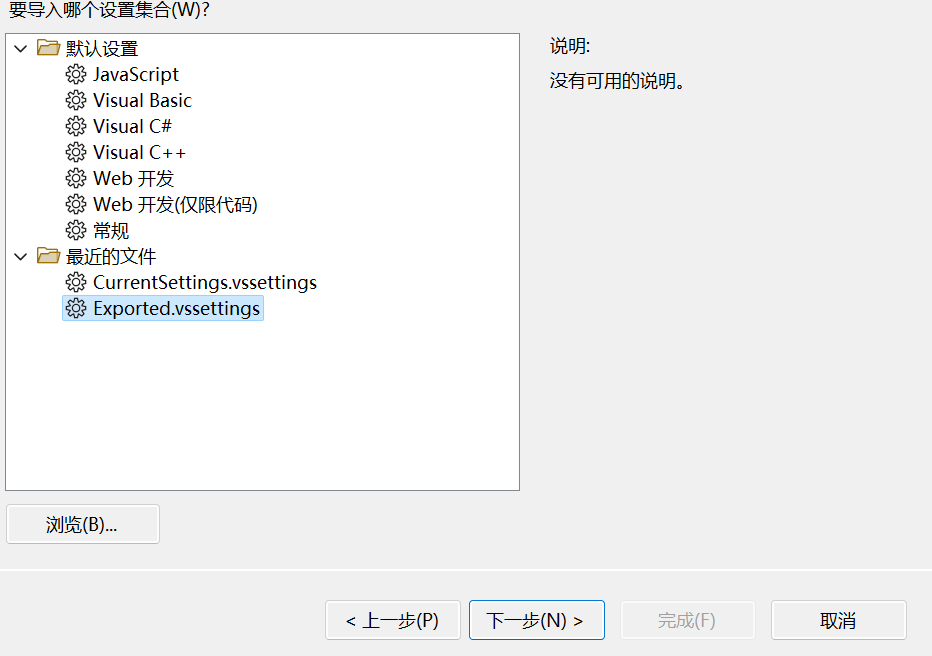 要导入哪个设置集合(W)?
默认设置
JavaScript
Visual Basic
Visual C#
Visual C++
Web 开发
Web 开发(仅限代码)
常规
最近的文件
CurrentSettings.vssettings
Exported.vssettings
说明:
没有可用的说明。
浏览(B)...
< 上一步(P)
下一步(N) >
完成(F)
取消